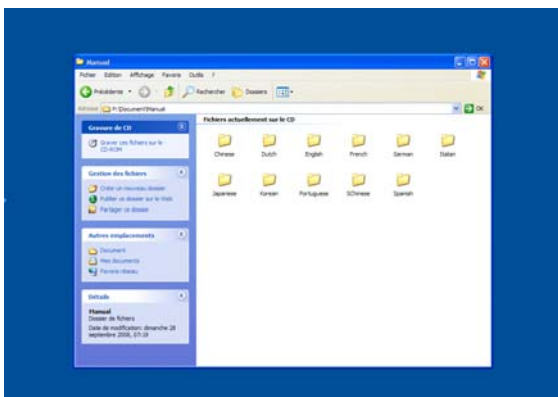 Manual
Fichier Edition Affichage Favoris Outils ?
Précédente Rechercher Dossiers
Adresse F:\Document\Manual OK
Gravure de CD
Graver ces fichiers sur le
CD-ROM
Gestion des fichiers
Créer un nouveau dossier
Publier ce dossier sur le Web
Partager ce dossier
Autres emplacements
Document
Mes documents
Favoris réseau
Détails
Manual
Dossier de fichiers
Date de modification: dimanche 28
septembre 2008, 07:19
Fichiers actuellement sur le CD
Chinese Dutch English French German Italian
Japanese Korean Portuguese SChinese Spanish